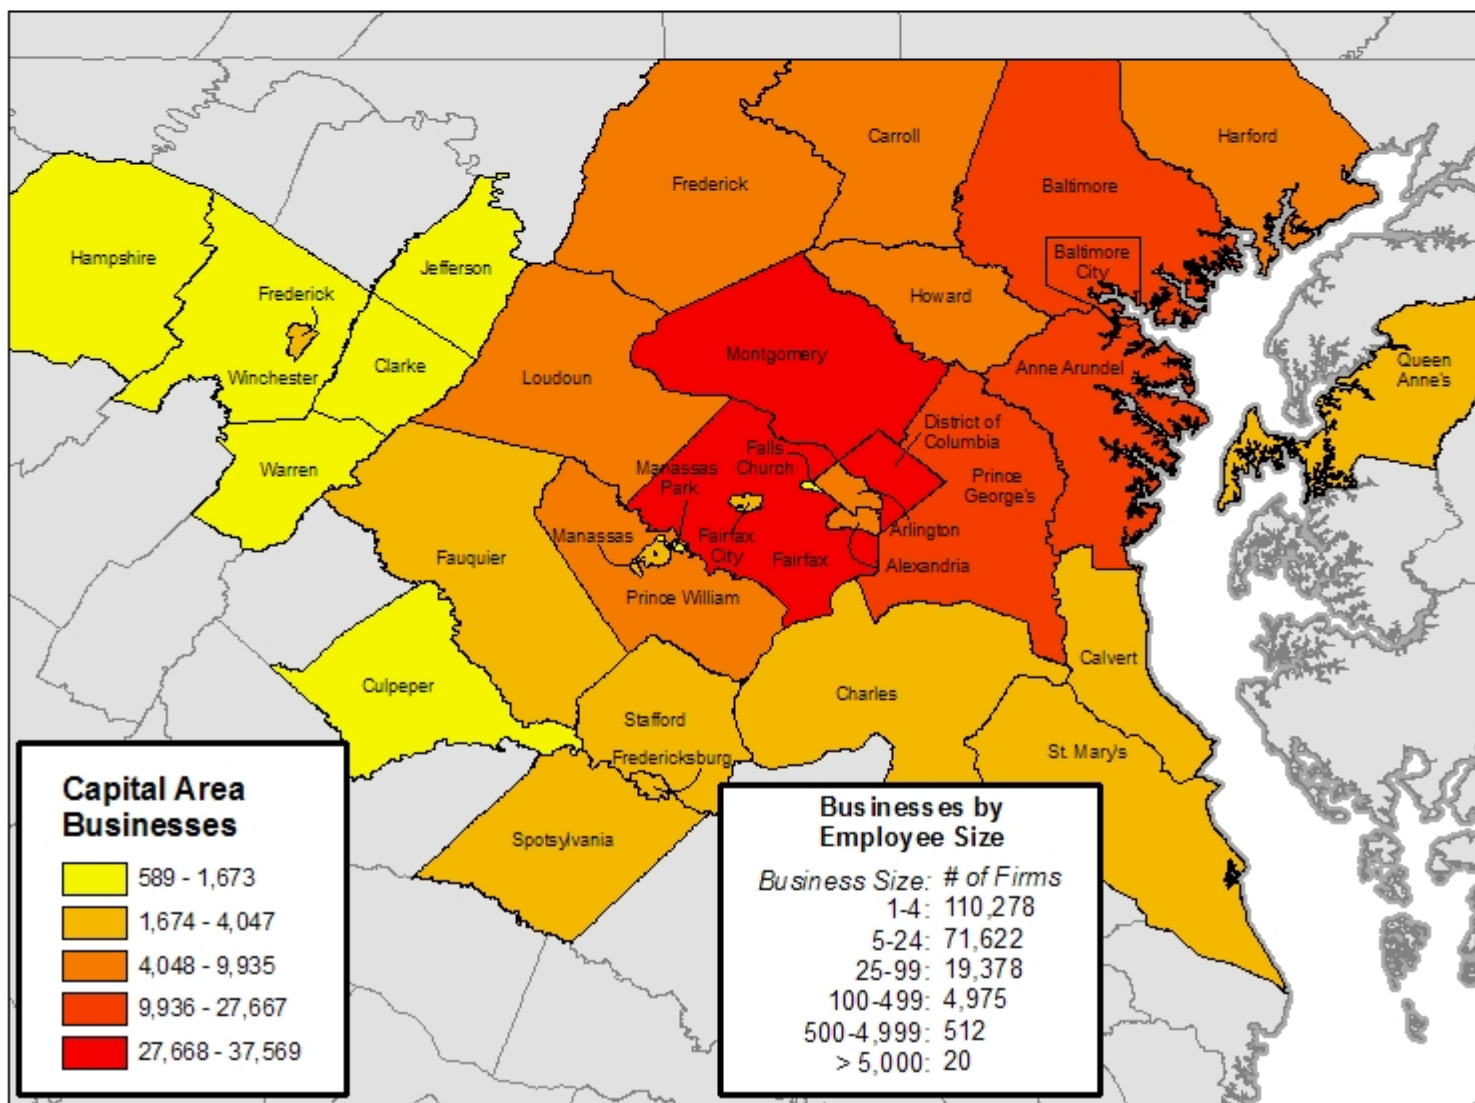 Carroll
Harford
Frederick
Baltimore
Hampshire
Jefferson
Baltimore
City
Frederick
Howard
Montgomery
Queen
Anne's
Clarke
Anne Arundel
Winchester
Loudoun
District of
Columbia
Falls
Church
Warren
Manassas
Park
Prince
George's
Arlington
Manassas
Fairfax
City
Fauquier
Fairfax
Alexandria
Prince William
Calvert
Culpeper
Charles
Stafford
St. Mary's
Fredericksburg
Spotsylvania
Capital Area
Businesses
589 - 1,673
1,674 - 4,047
4,048 - 9,935
9,936 - 27,667
27,668 - 37,569
Businesses by
Employee Size
Business Size: # of Firms
1-4: 110,278
5-24: 71,622
25-99: 19,378
100-499: 4,975
500-4,999: 512
> 5,000: 20